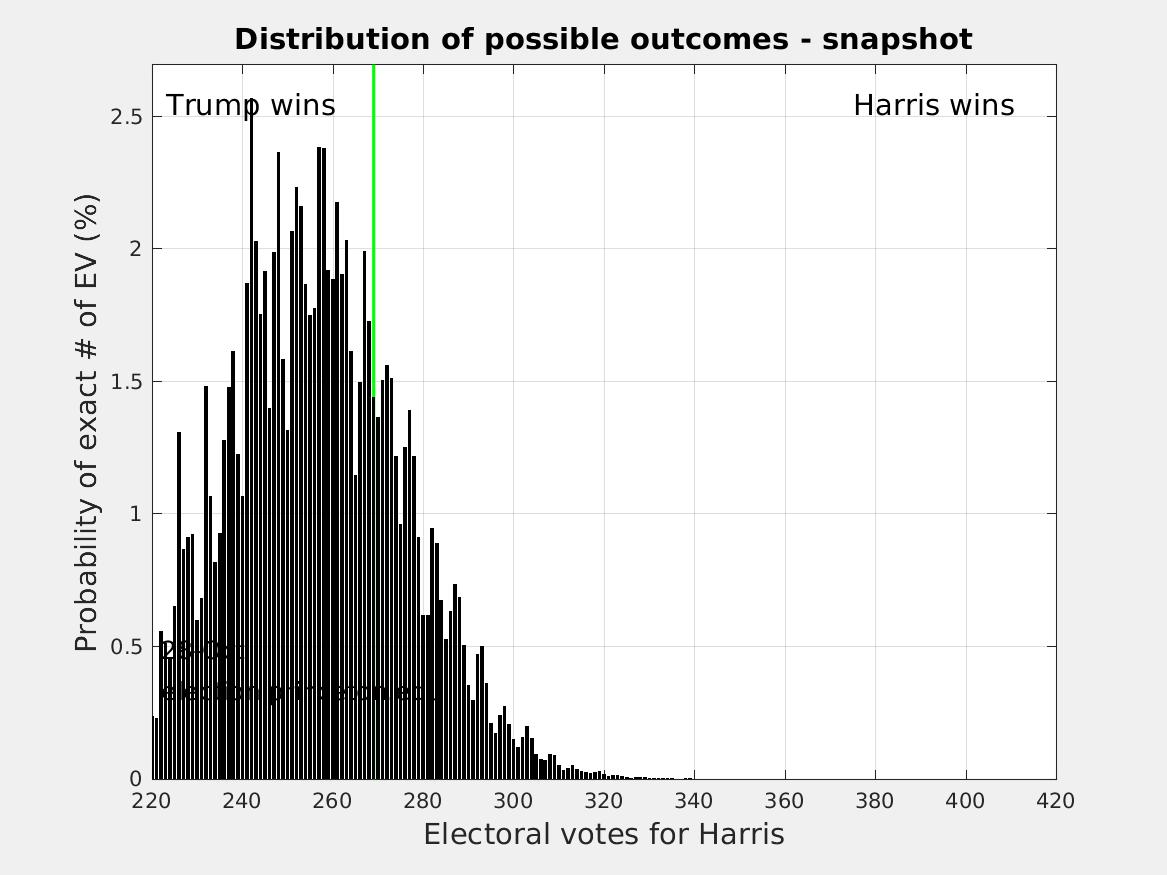 Distribution of possible outcomes - snapshot
Trump wins
Harris wins
2.5
2
1.5
1
0.5
0
Probability of exact # of EV (%)
220 240 260 280 300 320 340 360 380 400 420
Electoral votes for Harris